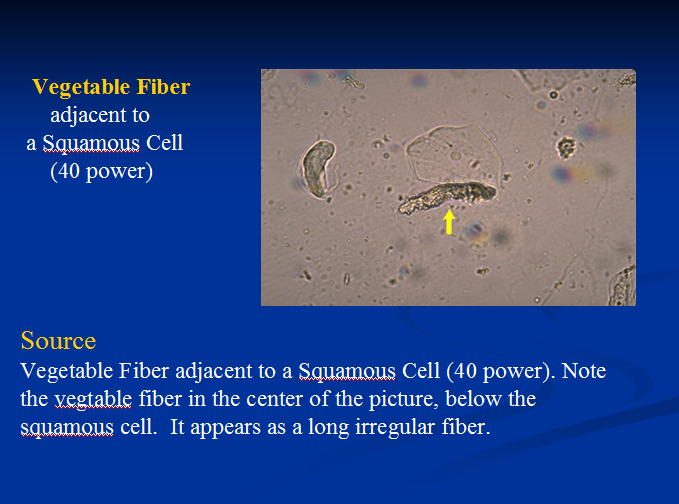 Vegetable Fiber
adjacent to
a Squamous Cell
(40 power)
Source
Vegetable Fiber adjacent to a Squamous Cell (40 power). Note
the vegtable fiber in the center of the picture, below the
squamous cell. It appears as a long irregular fiber.